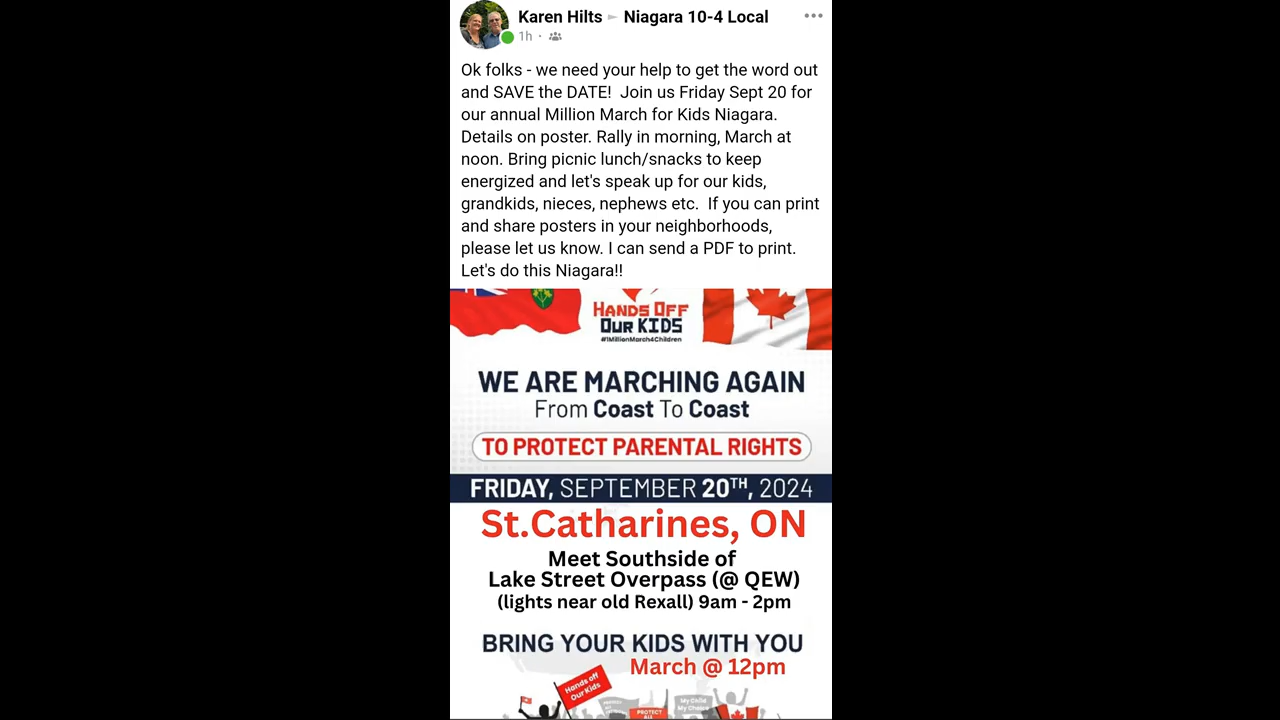 Karen Hilts ► Niagara 10-4 Local
1h ·
Ok folks - we need your help to get the word out
and SAVE the DATE! Join us Friday Sept 20 for
our annual Million March for Kids Niagara.
Details on poster. Rally in morning, March at
noon. Bring picnic lunch/snacks to keep
energized and let's speak up for our kids,
grandkids, nieces, nephews etc. If you can print
and share posters in your neighborhoods,
please let us know. I can send a PDF to print.
Let's do this Niagara!!
HANDS OFF
OUR KIDS
#1MillionMarch4Children
WE ARE MARCHING AGAIN
From Coast To Coast
TO PROTECT PARENTAL RIGHTS
FRIDAY, SEPTEMBER 20TH, 2024
St.Catharines, ON
Meet Southside of
Lake Street Overpass (@ QEW)
(lights near old Rexall) 9am - 2pm
BRING YOUR KIDS WITH YOU
March @ 12pm
Hands off
Our Kids
My Child
My Choice
PROTECT
ALL